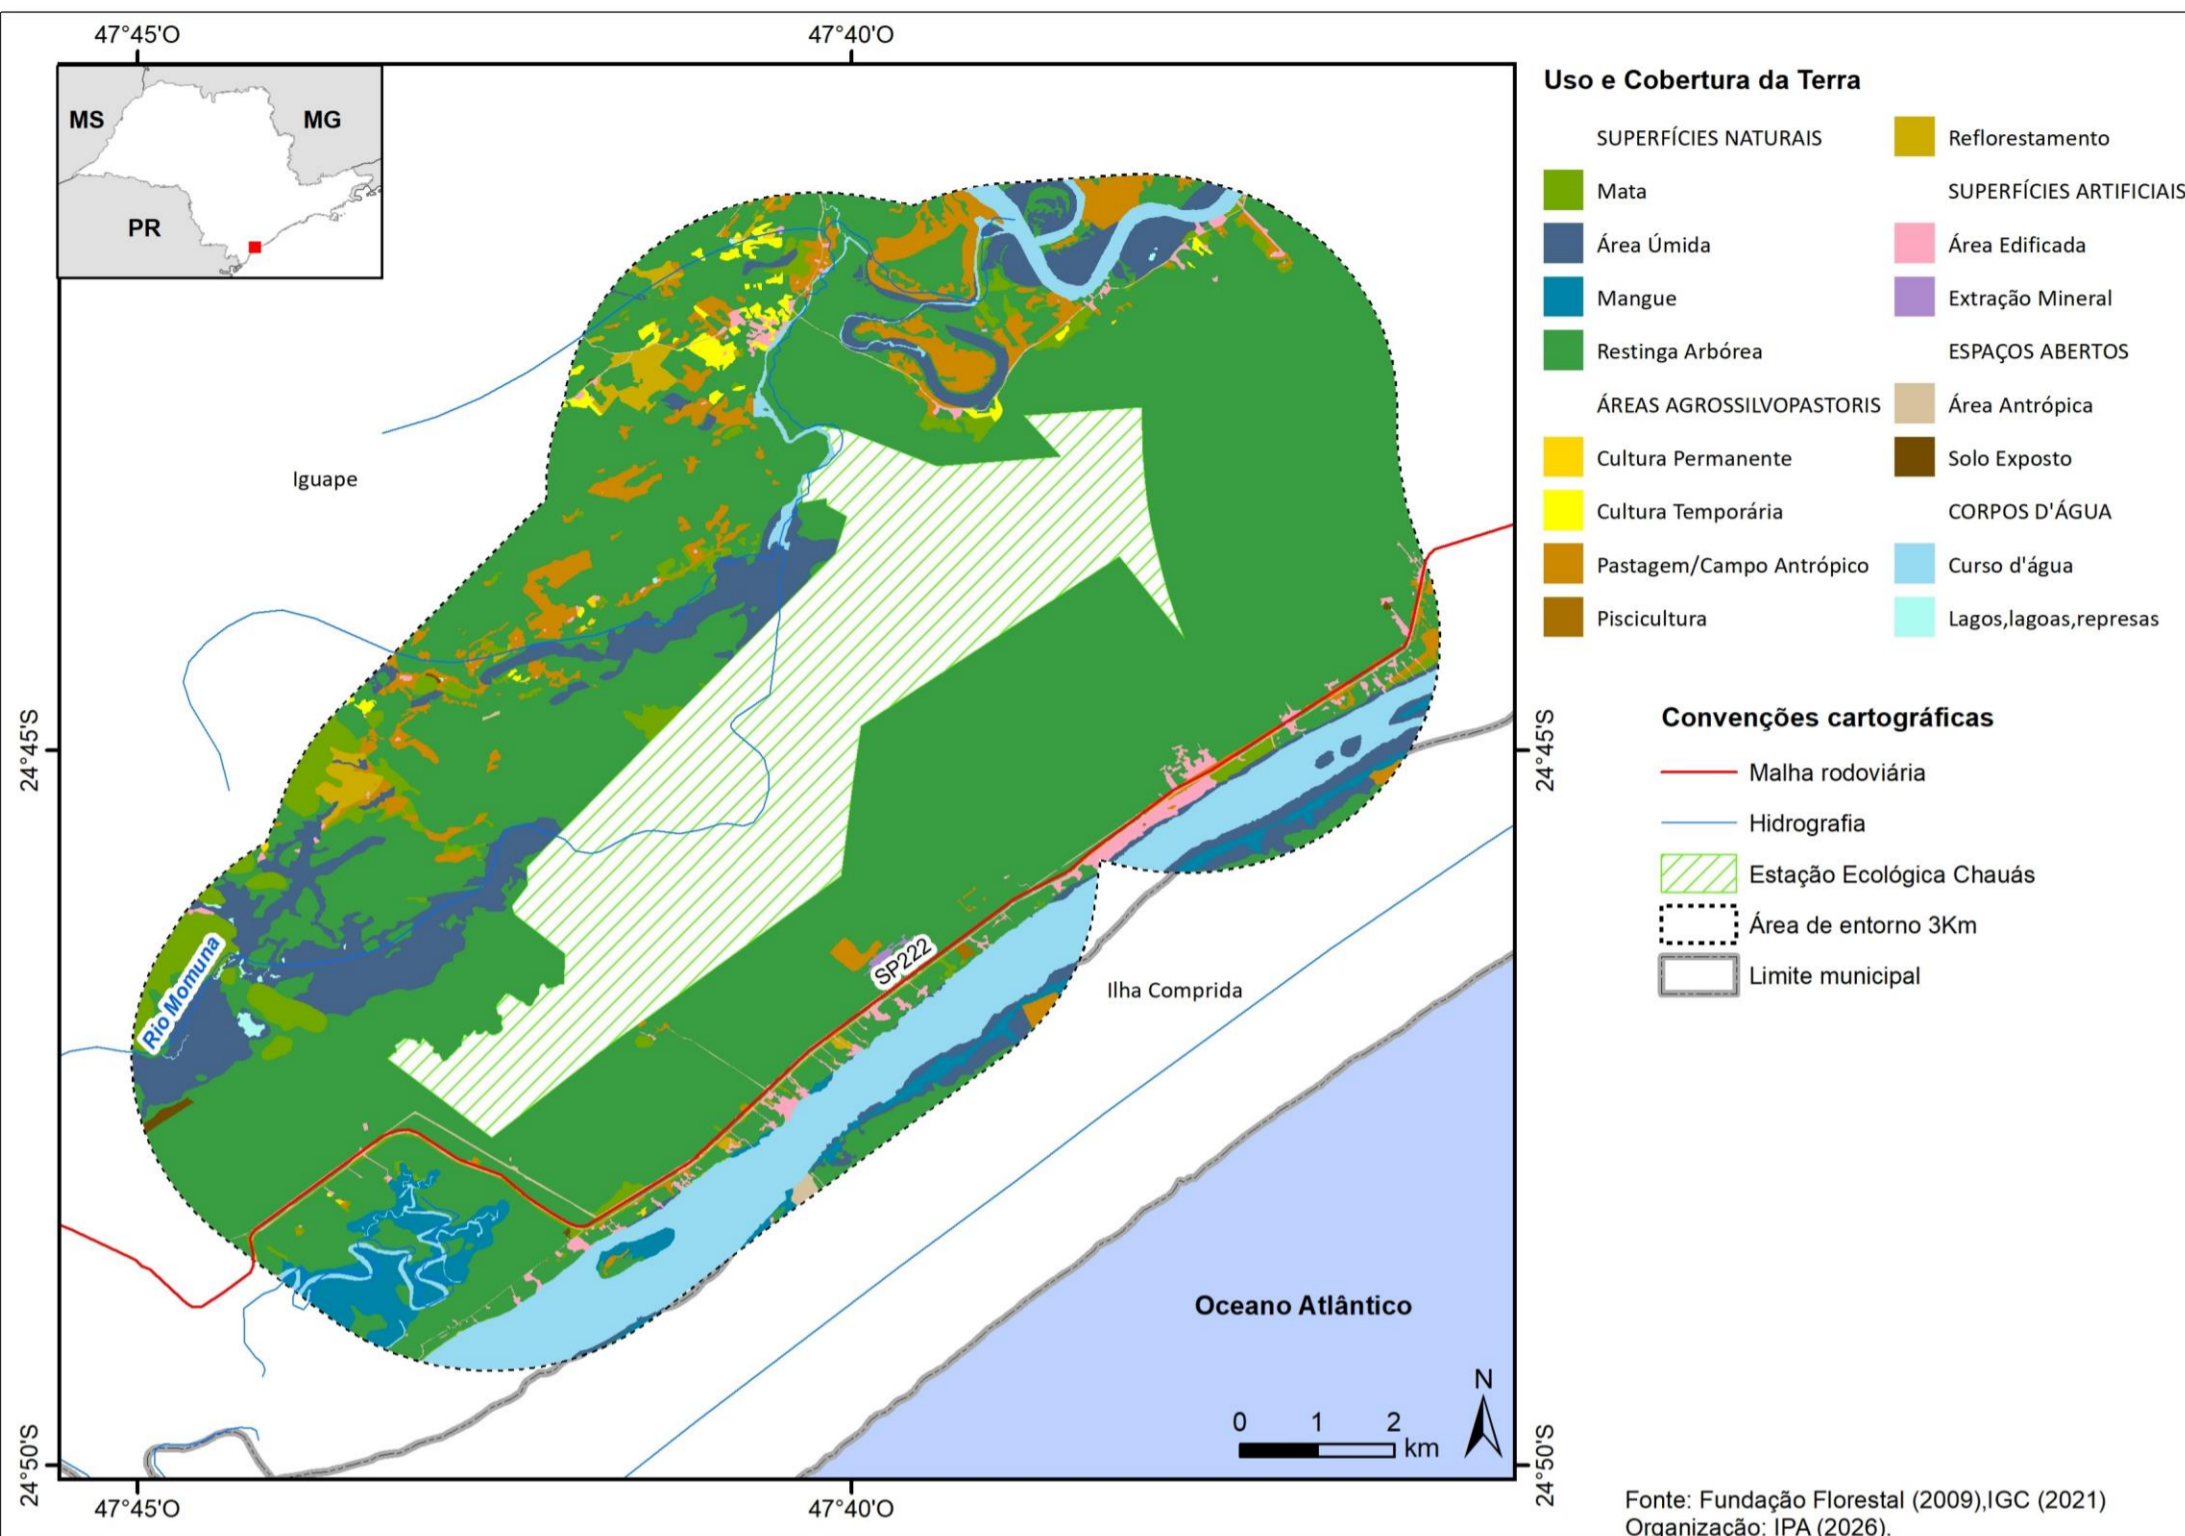 47°45'O
47°40'O
MS
MG
PR
Iguape
24°45'S
24°45'S
Rio Momuna
SP222
Ilha Comprida
Oceano Atlântico
N
0 1 2
km
24°50'S
24°50'S
47°45'O
47°40'O
Uso e Cobertura da Terra
SUPERFÍCIES NATURAIS
Mata
Área Úmida
Mangue
Restinga Arbórea
ÁREAS AGROSSILVOPASTORIS
Cultura Permanente
Cultura Temporária
Pastagem/Campo Antrópico
Piscicultura
Reflorestamento
SUPERFÍCIES ARTIFICIAIS
Área Edificada
Extração Mineral
ESPAÇOS ABERTOS
Área Antrópica
Solo Exposto
CORPOS D'ÁGUA
Curso d'água
Lagos,lagoas,represas
Convenções cartográficas
Malha rodoviária
Hidrografia
Estação Ecológica Chauás
Área de entorno 3Km
Limite municipal
Fonte: Fundação Florestal (2009),IGC (2021)
Organização: IPA (2026).